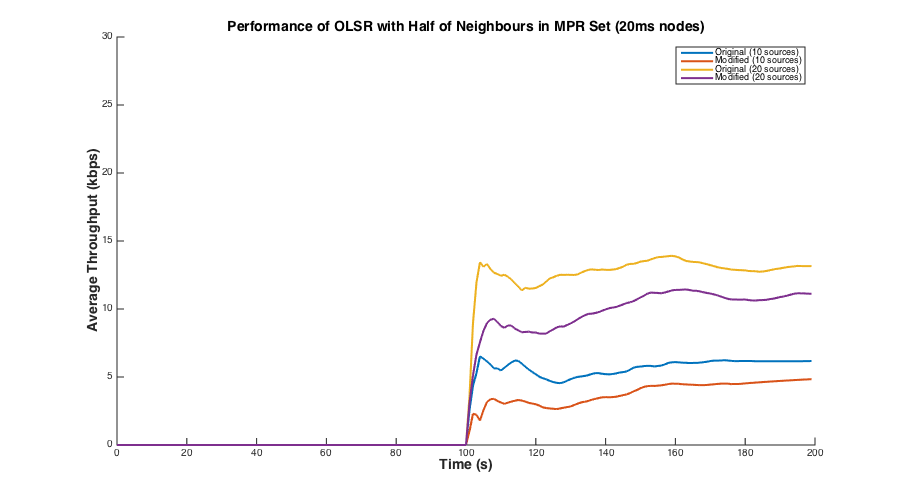 Performance of OLSR with Half of Neighbours in MPR Set (20ms nodes)
30
25
20
15
10
5
0
Average Throughput (kbps)
Original (10 sources)
Modified (10 sources)
Original (20 sources)
Modified (20 sources)
0 20 40 60 80 100 120 140 160 180 200
Time (s)